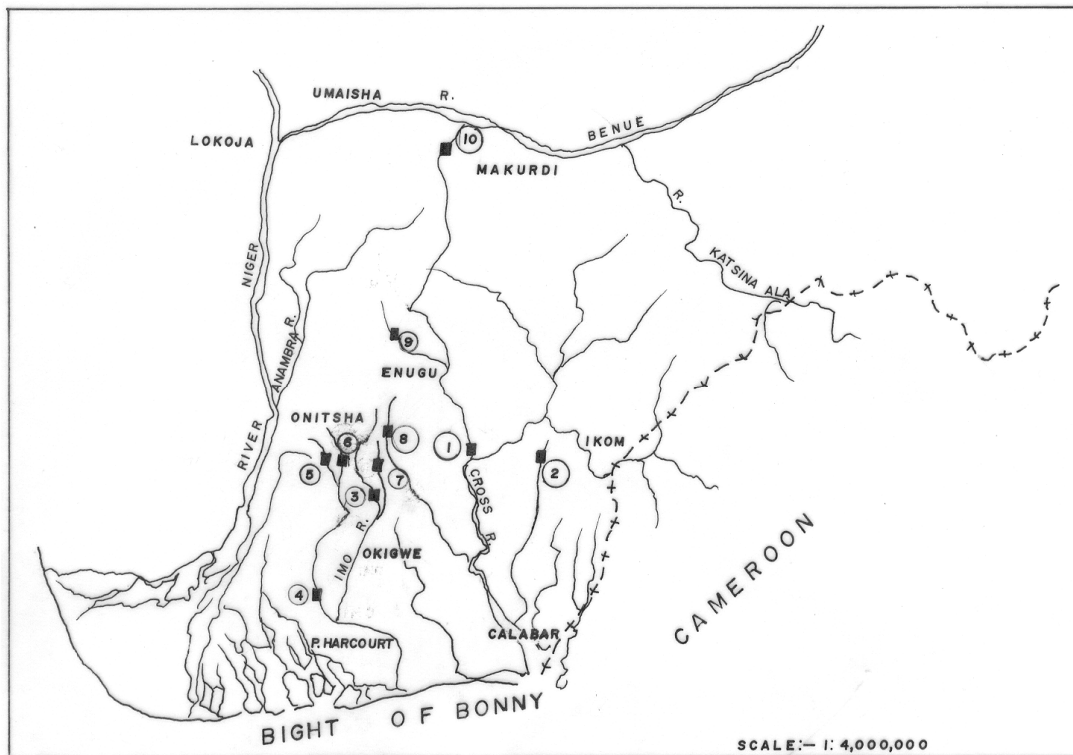 UMAISHA R.
LOKOJA
BENUE
10
MAKURDI
R.
KATSINA ALA
NIGER
ANAMBRA R.
9
ENUGU
ONITSHA
RIVER
6
8
1
IKOM
5
3
7
CROSS R.
2
IMO R.
OKIGWE
4
CAMEROON
P. HARCOURT
CALABAR
BIGHT OF BONNY
SCALE:- 1: 4,000,000